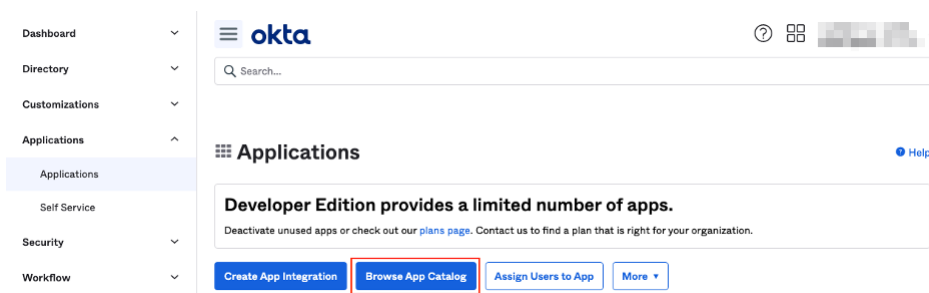 Dashboard
okta
Directory
Search...
Customizations
Applications
Applications
Help
Applications
Self Service
Developer Edition provides a limited number of apps.
Deactivate unused apps or check out our plans page. Contact us to find a plan that is right for your organization.
Security
Workflow
Create App Integration
Browse App Catalog
Assign Users to App
More